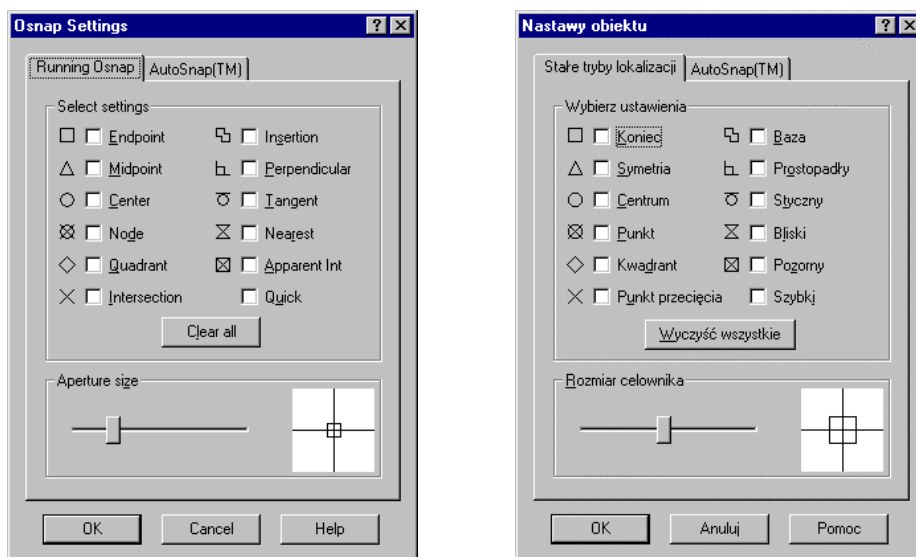 Osnap Settings
Running Osnap
AutoSnap(TM)
Select settings
Endpoint
Insertion
Midpoint
Perpendicular
Center
Tangent
Node
Nearest
Quadrant
Apparent Int
Intersection
Quick
Clear all
Aperture size
OK
Cancel
Help
Nastawy obiektu
Stałe tryby lokalizacji
AutoSnap(TM)
Wybierz ustawienia
Koniec
Baza
Symetria
Prostopadły
Centrum
Styczny
Punkt
Bliski
Kwadrant
Pozorny
Punkt przecięcia
Szybki
Wyczyść wszystkie
Rozmiar celownika
OK
Anuluj
Pomoc